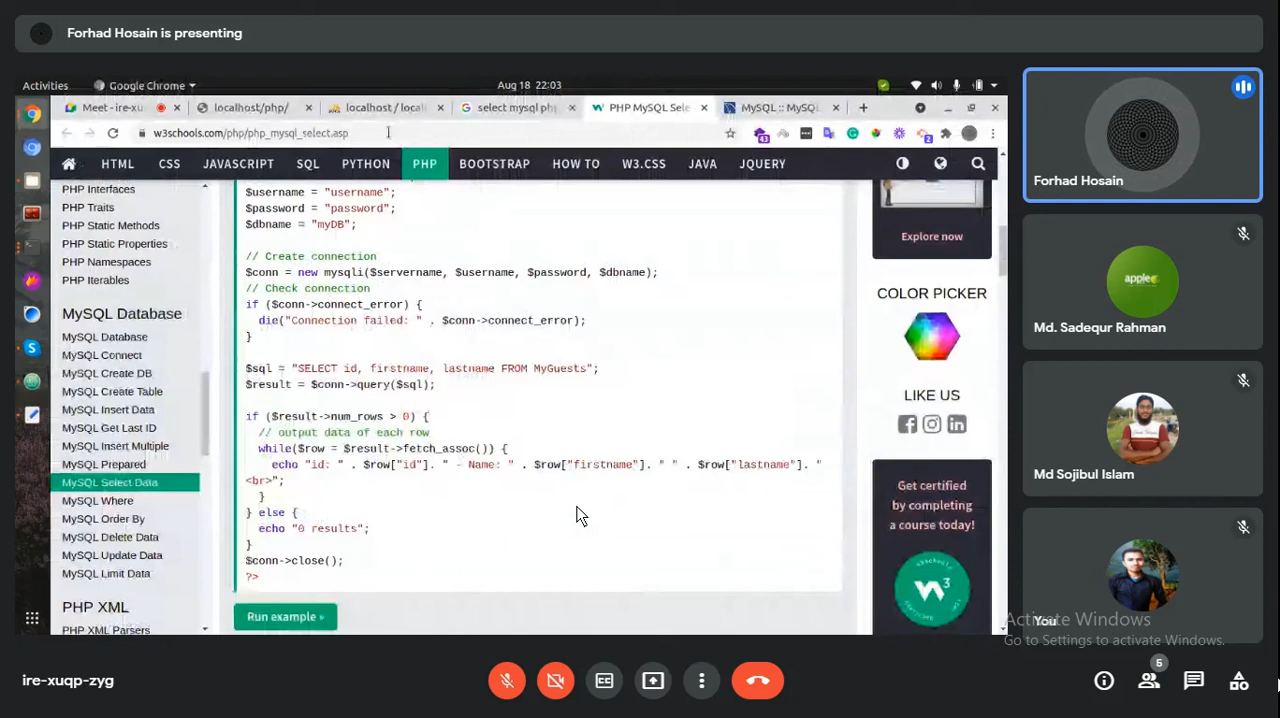 Forhad Hosain is presenting
Activities
Google Chrome
Aug 18 22:03
Meet - ire-xu
localhost/php/
localhost / locall
select mysql php
PHP MySQL Sele
MySQL :: MySQL
w3schools.com/php/php_mysql_select.asp
43
2
HTML CSS JAVASCRIPT SQL PYTHON PHP BOOTSTRAP HOW TO W3.CSS JAVA JQUERY
PHP Interfaces
PHP Traits
PHP Static Methods
PHP Static Properties
PHP Namespaces
PHP Iterables
MySQL Database
MySQL Database
MySQL Connect
MySQL Create DB
MySQL Create Table
MySQL Insert Data
MySQL Get Last ID
MySQL Insert Multiple
MySQL Prepared
MySQL Select Data
MySQL Where
MySQL Order By
MySQL Delete Data
MySQL Update Data
MySQL Limit Data
PHP XML
PHP XML Parsers
$username = "username";
$password = "password";
$dbname = "myDB";
// Create connection
$conn = new mysqli($servername, $username, $password, $dbname);
// Check connection
if ($conn->connect_error) {
die("Connection failed: " . $conn->connect_error);
}
$sql = "SELECT id, firstname, lastname FROM MyGuests";
$result = $conn->query($sql);
if ($result->num_rows > 0) {
// output data of each row
while($row = $result->fetch_assoc()) {
echo "id: " . $row["id"]. " - Name: " . $row["firstname"]. " " . $row["lastname"]. "
<br>";
}
} else {
echo "0 results";
}
$conn->close();
?>
Run example »
Explore now
COLOR PICKER
LIKE US
Get certified
by completing
a course today!
w3schools
W3
Forhad Hosain
apple
Md. Sadequr Rahman
Md Sojibul Islam
You
Activate Windows
Go to Settings to activate Windows.
ire-xuqp-zyg
CC
5